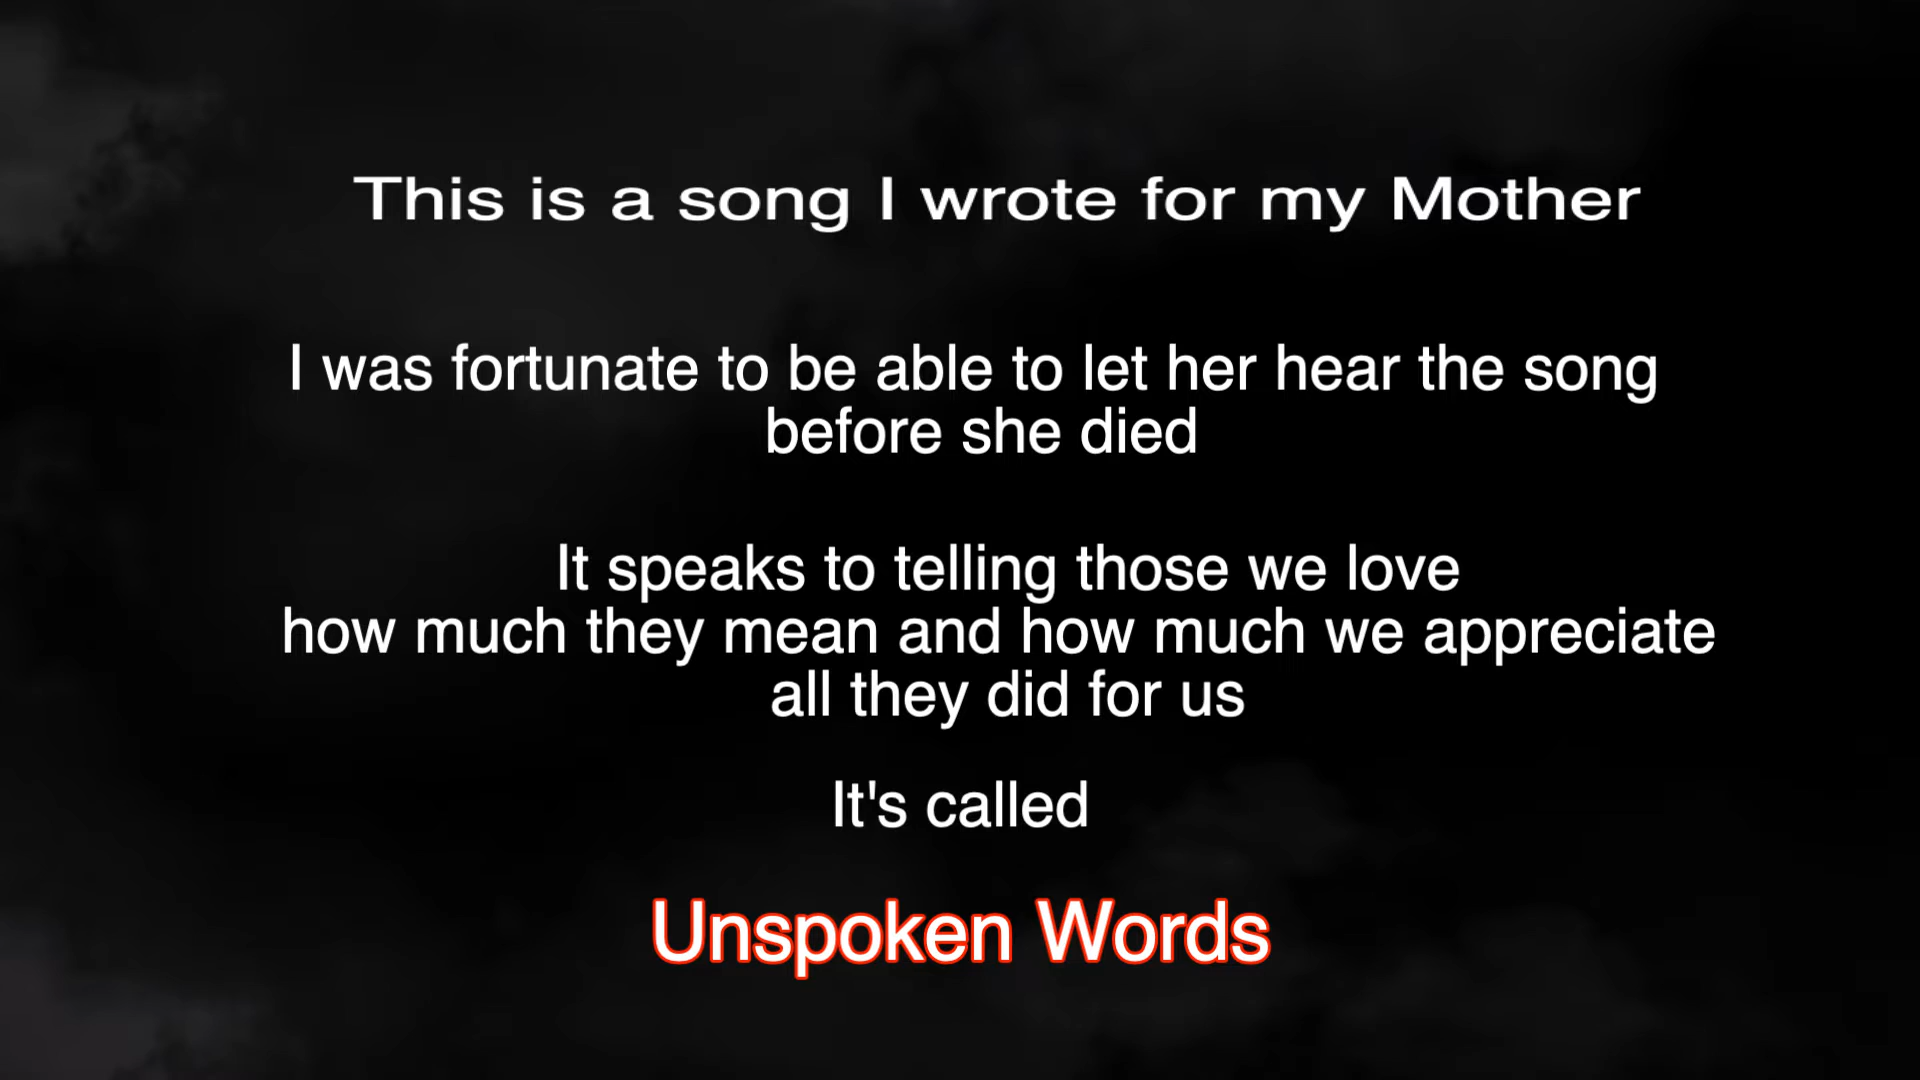 This is a song I wrote for my Mother
I was fortunate to be able to let her hear the song
before she died
It speaks to telling those we love
how much they mean and how much we appreciate
all they did for us
It's called
Unspoken Words